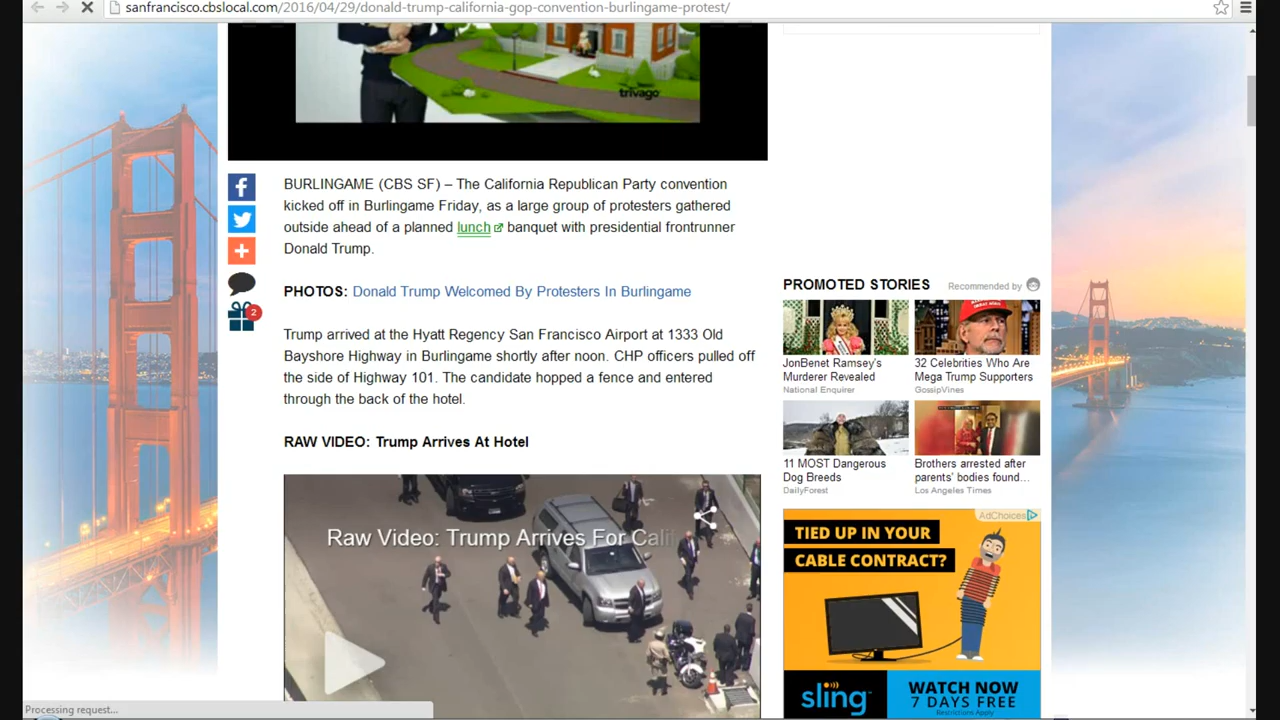 sanfrancisco.cbslocal.com/2016/04/29/donald-trump-california-gop-convention-burlingame-protest/
trivago
BURLINGAME (CBS SF) – The California Republican Party convention
kicked off in Burlingame Friday, as a large group of protesters gathered
outside ahead of a planned lunch banquet with presidential frontrunner
Donald Trump.
2
PHOTOS: Donald Trump Welcomed By Protesters In Burlingame
Trump arrived at the Hyatt Regency San Francisco Airport at 1333 Old
Bayshore Highway in Burlingame shortly after noon. CHP officers pulled off
the side of Highway 101. The candidate hopped a fence and entered
through the back of the hotel.
RAW VIDEO: Trump Arrives At Hotel
Raw Video: Trump Arrives For Calif
PROMOTED STORIES
Recommended by
JonBenet Ramsey's
Murderer Revealed
National Enquirer
32 Celebrities Who Are
Mega Trump Supporters
GossipVines
11 MOST Dangerous
Dog Breeds
DailyForest
Brothers arrested after
parents' bodies found…
Los Angeles Times
AdChoices
TIED UP IN YOUR
CABLE CONTRACT?
sling
WATCH NOW
7 DAYS FREE
Restrictions Apply
Processing request...